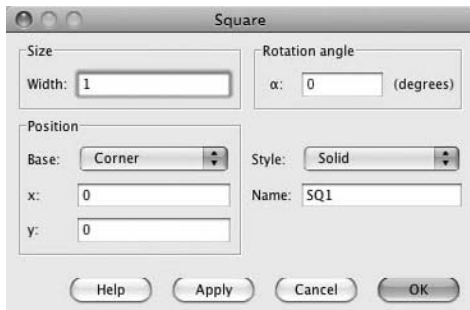 Square
Size
Width: 1
Rotation angle
α: 0 (degrees)
Position
Base: Corner
x: 0
y: 0
Style: Solid
Name: SQ1
Help Apply Cancel OK